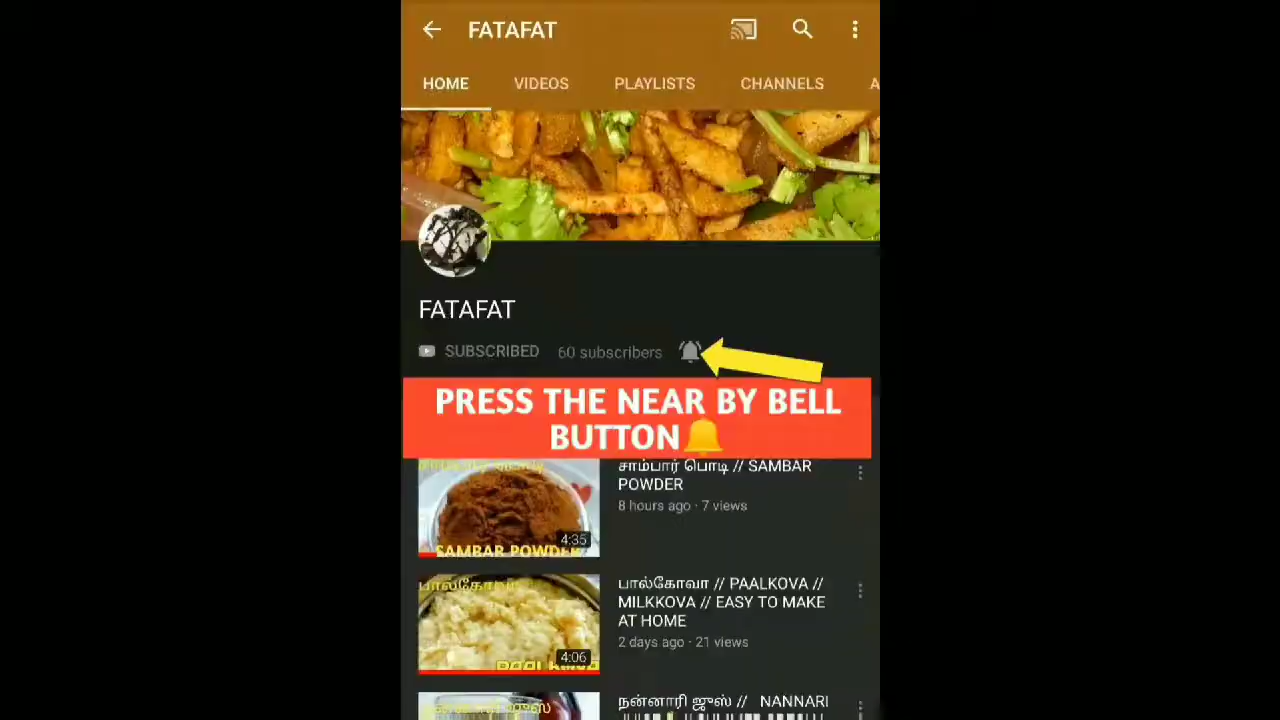 FATAFAT
HOME VIDEOS PLAYLISTS CHANNELS A
FATAFAT
SUBSCRIBED 60 subscribers
PRESS THE NEAR BY BELL
BUTTON
சாம்பார் பொடி // SAMBAR
POWDER
8 hours ago · 7 views
4:35
SAMBAR POWDER
பால்கோவா // PAALKOVA //
MILKKOVA // EASY TO MAKE
AT HOME
2 days ago · 21 views
பால்கோவா
4:06
நன்னாரி ஜுஸ் // NANNARI